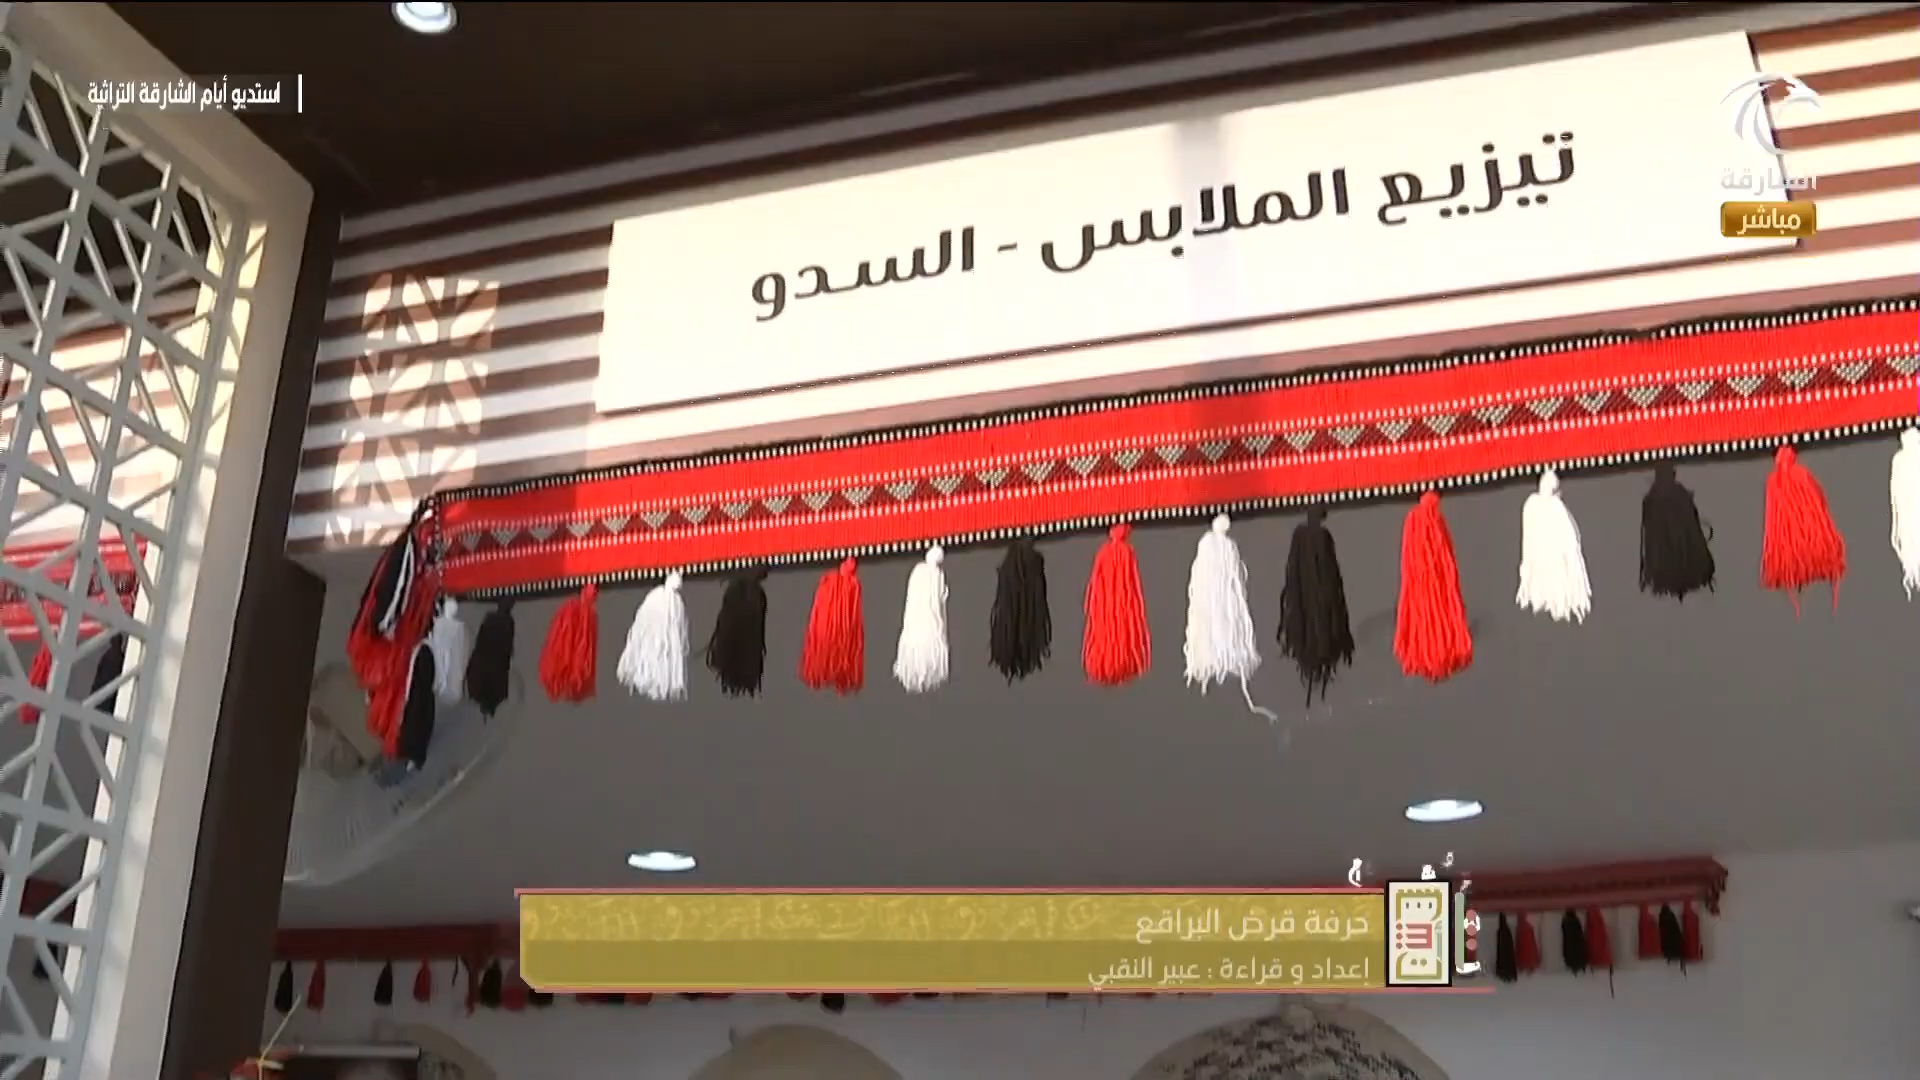 استديو أيام الشارقة التراثية
الشارقة
مباشر
تيزيع الملابس - السدو
حرفة قرض البراقع
إعداد و قراءة : عبير النقبي